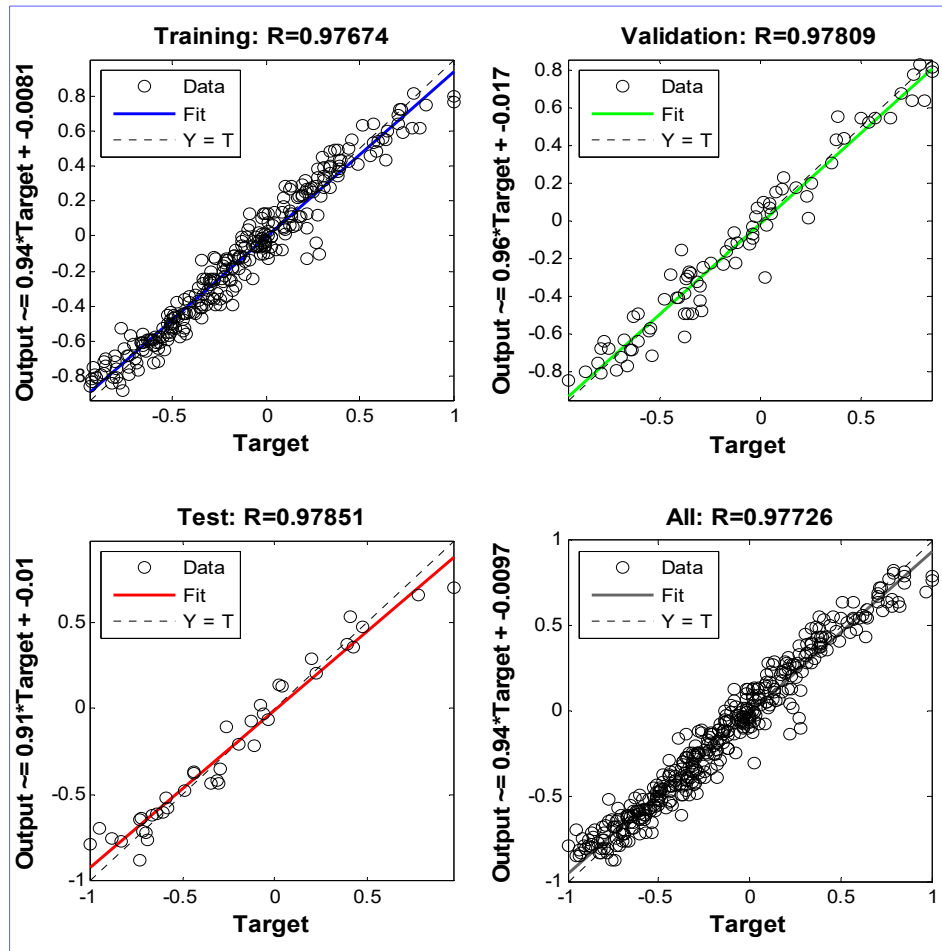 Training: R=0.97674
Output ~= 0.94*Target + -0.0081
Data
Fit
Y = T
0.8
0.6
0.4
0.2
0
-0.2
-0.4
-0.6
-0.8
-0.5
0
0.5
1
Target
Validation: R=0.97809
Output ~= 0.96*Target + -0.017
Data
Fit
Y = T
0.8
0.6
0.4
0.2
0
-0.2
-0.4
-0.6
-0.8
-0.5
0
0.5
Target
Test: R=0.97851
Output ~= 0.91*Target + -0.01
Data
Fit
Y = T
0.5
0
-0.5
-1
-1
-0.5
0
0.5
Target
All: R=0.97726
Output ~= 0.94*Target + -0.0097
Data
Fit
Y = T
1
0.5
0
-0.5
-1
-1
-0.5
0
0.5
1
Target